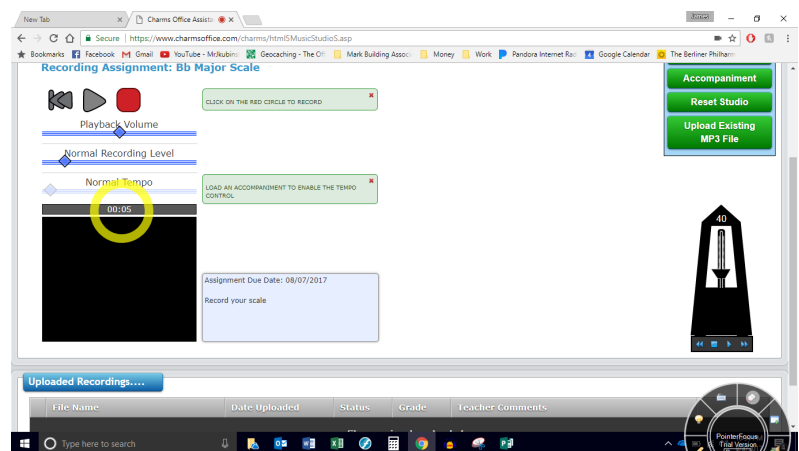 New Tab
Charms Office Assista
James
Secure
https://www.charmsoffice.com/charms/html5MusicStudioS.asp
Bookmarks
Facebook
Gmail
YouTube - MrJkubin
Geocaching - The Off
Mark Building Associ
Money
Work
Pandora Internet Rad
Google Calendar
The Berliner Philharm
Recording Assignment: Bb Major Scale
CLICK ON THE RED CIRCLE TO RECORD
Playback Volume
Normal Recording Level
Normal Tempo
LOAD AN ACCOMPANIMENT TO ENABLE THE TEMPO
CONTROL
00:05
Assignment Due Date: 08/07/2017
Record your scale
Accompaniment
Reset Studio
Upload Existing
MP3 File
40
Uploaded Recordings....
File Name
Date Uploaded
Status
Grade
Teacher Comments
Type here to search
PointerFocus
Trial Version